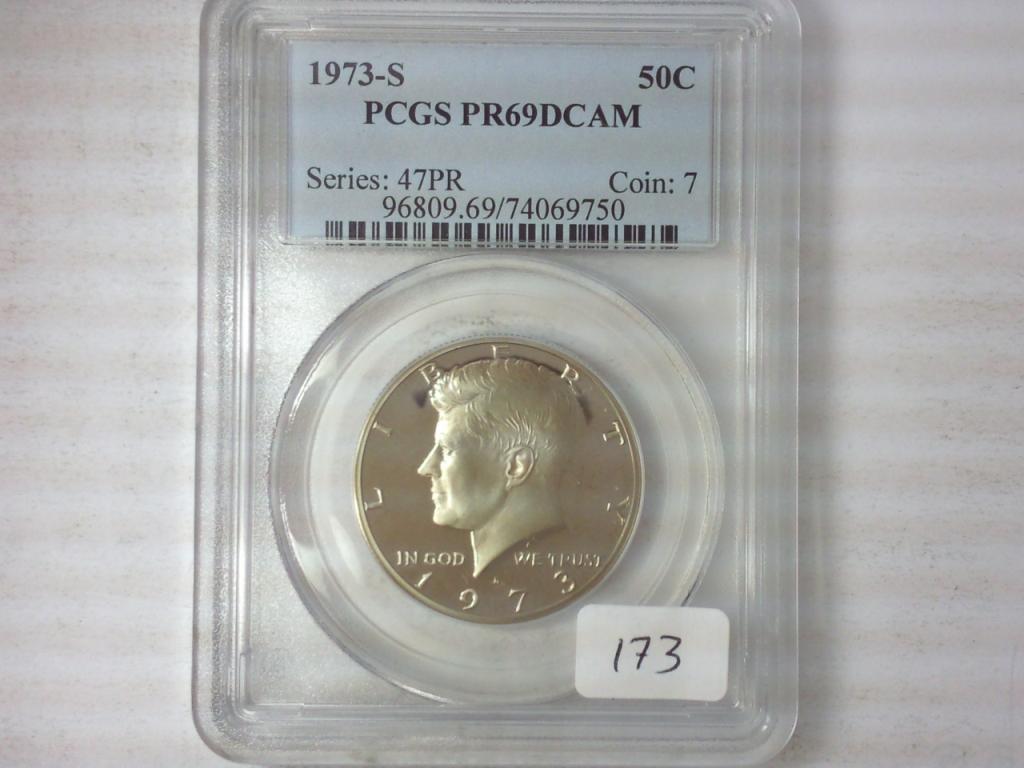 1973-S 50C
PCGS PR69DCAM
Series: 47PR Coin: 7
96809.69/74069750
LIBERTY
IN GOD WE TRUST
1973
173